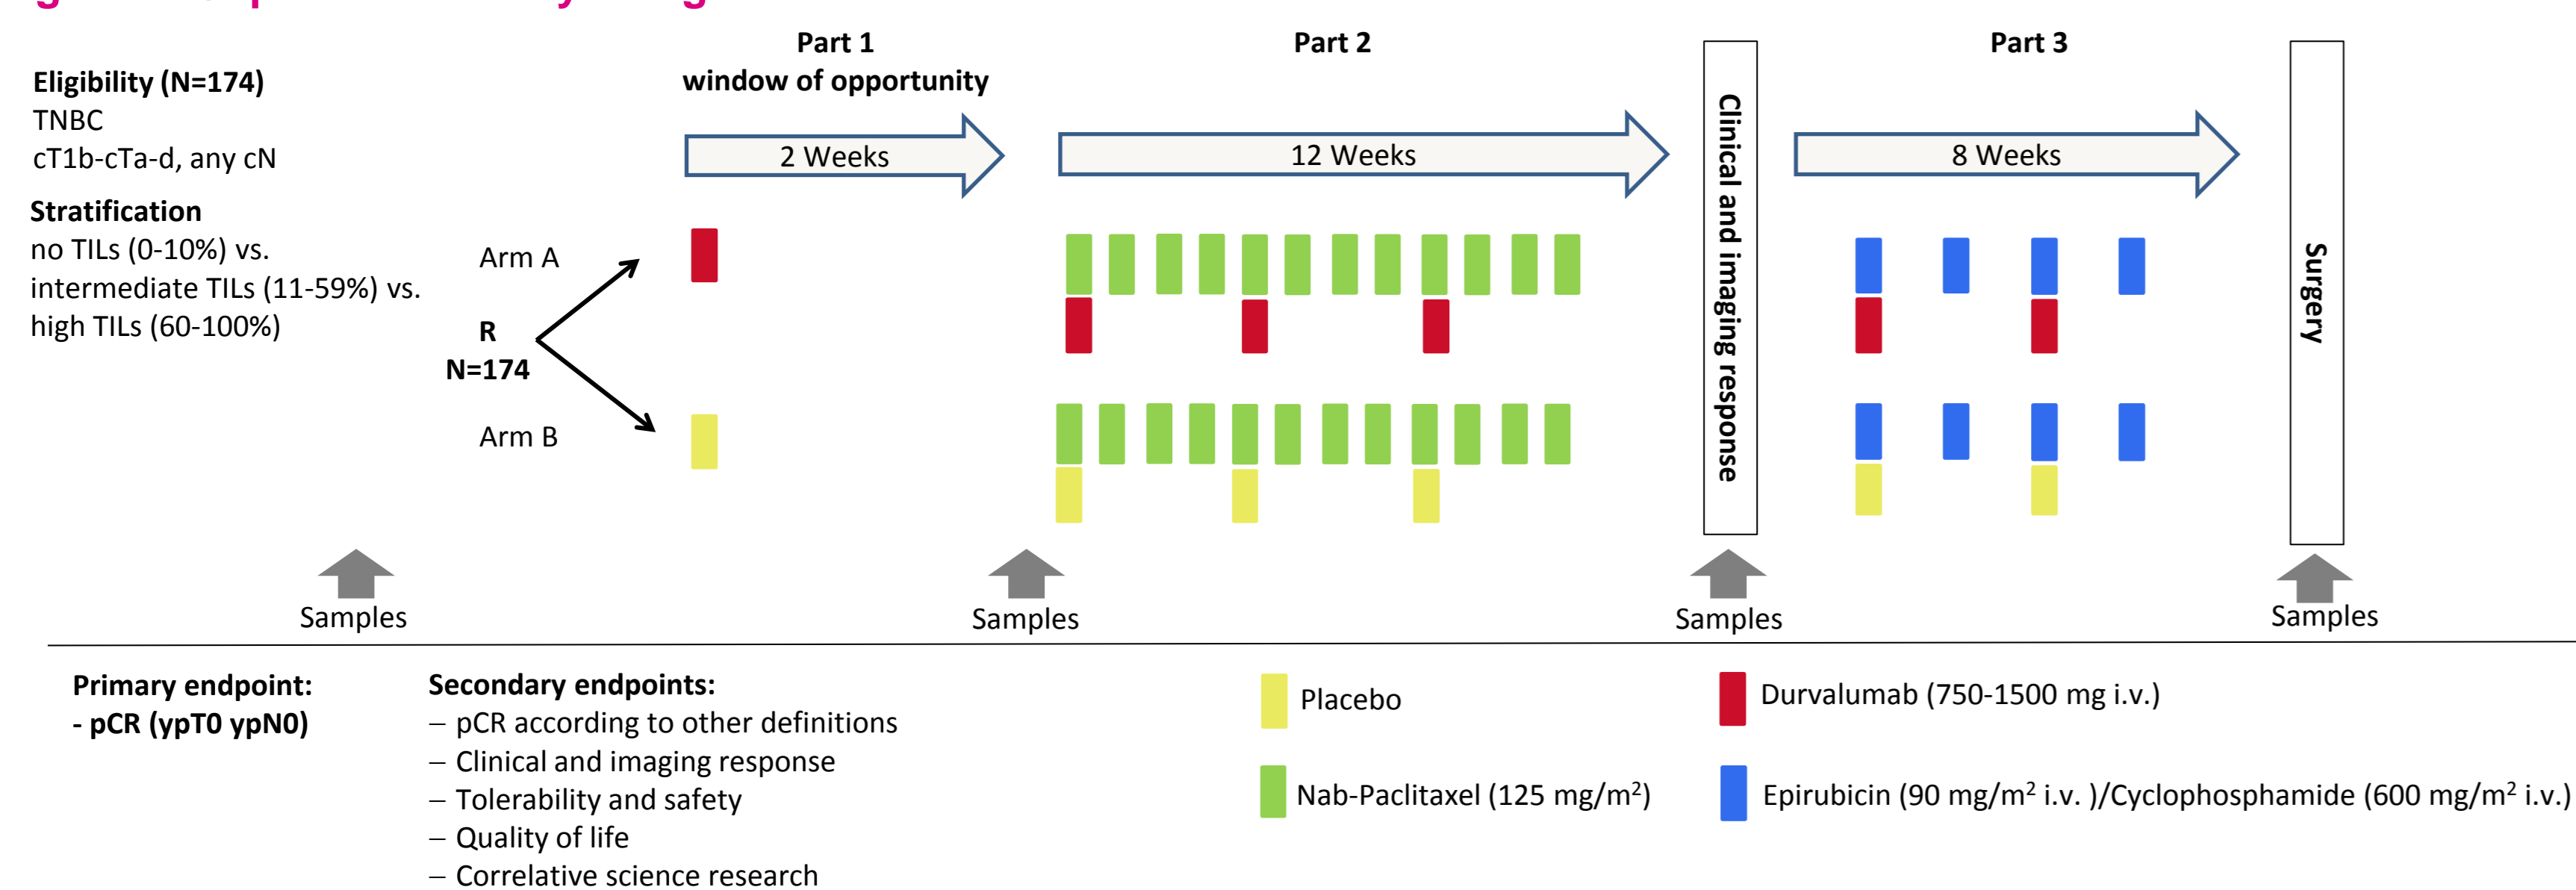 Part 1
window of opportunity
Part 2
Part 3
Eligibility (N=174)
TNBC
cT1b-cTa-d, any cN
2 Weeks
12 Weeks
8 Weeks
Stratification
no TILs (0-10%) vs.
intermediate TILs (11-59%) vs.
high TILs (60-100%)
Arm A
R
N=174
Arm B
Clinical and imaging response
Surgery
Samples
Samples
Samples
Samples
Primary endpoint:
- pCR (ypT0 ypN0)
Secondary endpoints:
– pCR according to other definitions
– Clinical and imaging response
– Tolerability and safety
– Quality of life
– Correlative science research
Placebo
Durvalumab (750-1500 mg i.v.)
Nab-Paclitaxel (125 mg/m²)
Epirubicin (90 mg/m² i.v. )/Cyclophosphamide (600 mg/m² i.v.)